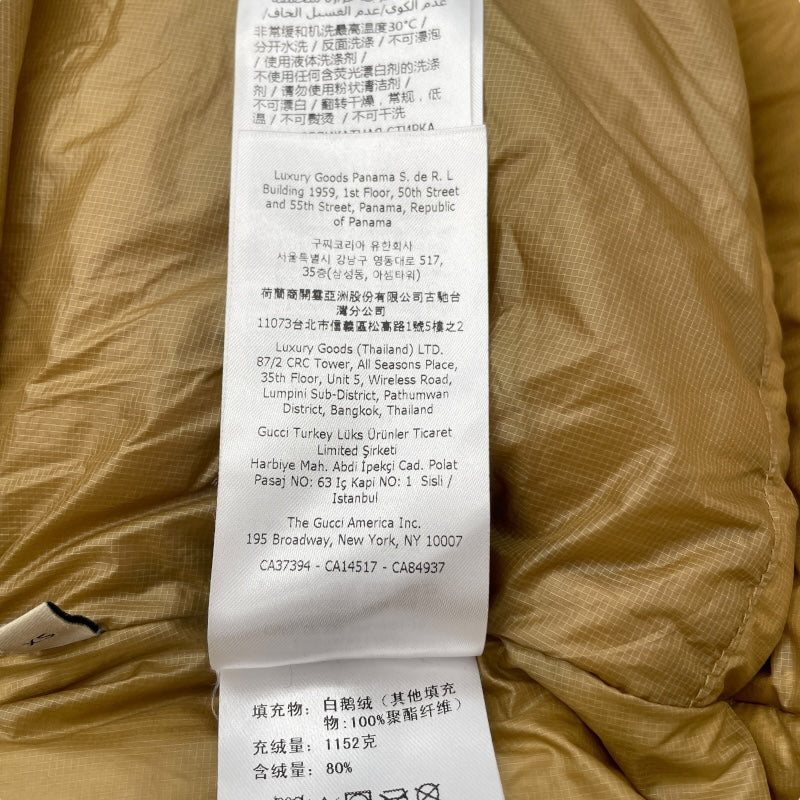 عدم الكوي/عدم الغسيل الجاف/
非常缓和机洗最高温度30°C /
分开水洗 / 反面洗涤 / 不可浸泡
/ 使用液体洗涤剂 /
不使用任何含荧光漂白剂的洗涤
剂 / 请勿使用粉状清洁剂 /
不可漂白 / 翻转干燥，常规，低
温 / 不可熨烫 / 不可干洗
Luxury Goods Panama S. de R. L
Building 1959, 1st Floor, 50th Street
and 55th Street, Panama, Republic
of Panama
구찌코리아 유한회사
서울특별시 강남구 영동대로 517,
35층(삼성동, 아셈타워)
荷蘭商開雲亞洲股份有限公司古馳台
灣分公司
11073台北市信義區松高路1號5樓之2
Luxury Goods (Thailand) LTD.
87/2 CRC Tower, All Seasons Place,
35th Floor, Unit 5, Wireless Road,
Lumpini Sub-District, Pathumwan
District, Bangkok, Thailand
Gucci Turkey Lüks Ürünler Ticaret
Limited Şirketi
Harbiye Mah. Abdi İpekçi Cad. Polat
Pasaj NO: 63 Iç Kapi NO: 1 Sisli /
Istanbul
The Gucci America Inc.
195 Broadway, New York, NY 10007
CA37394 - CA14517 - CA84937
XS
填充物: 白鹅绒（其他填充
物:100%聚酯纤维）
充绒量: 1152克
含绒量: 80%